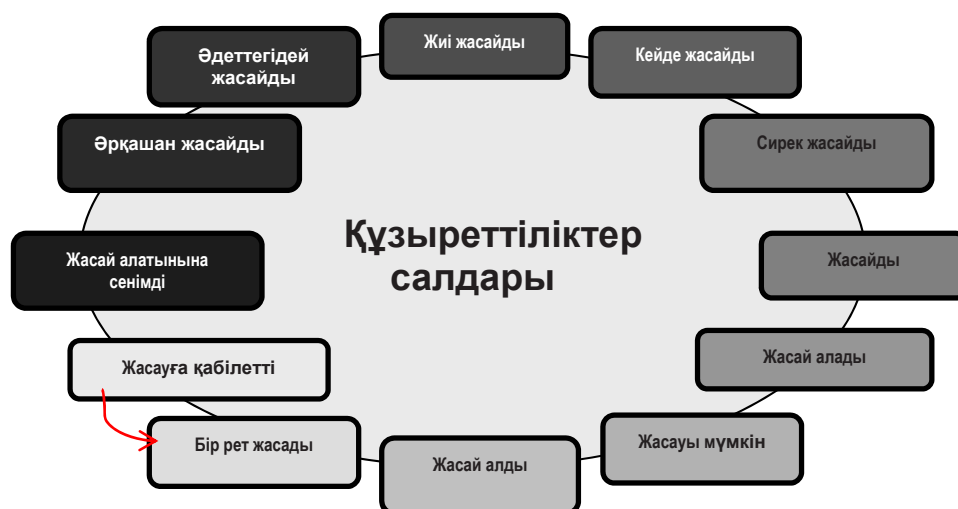 Жиі жасайды
Кейде жасайды
Әдеттегідей
жасайды
Әрқашан жасайды
Сирек жасайды
Құзыреттіліктер
салдары
Жасай алатынына
сенімді
Жасайды
Жасай алады
Жасауға қабілетті
Бір рет жасады
Жасай алды
Жасауы мүмкін